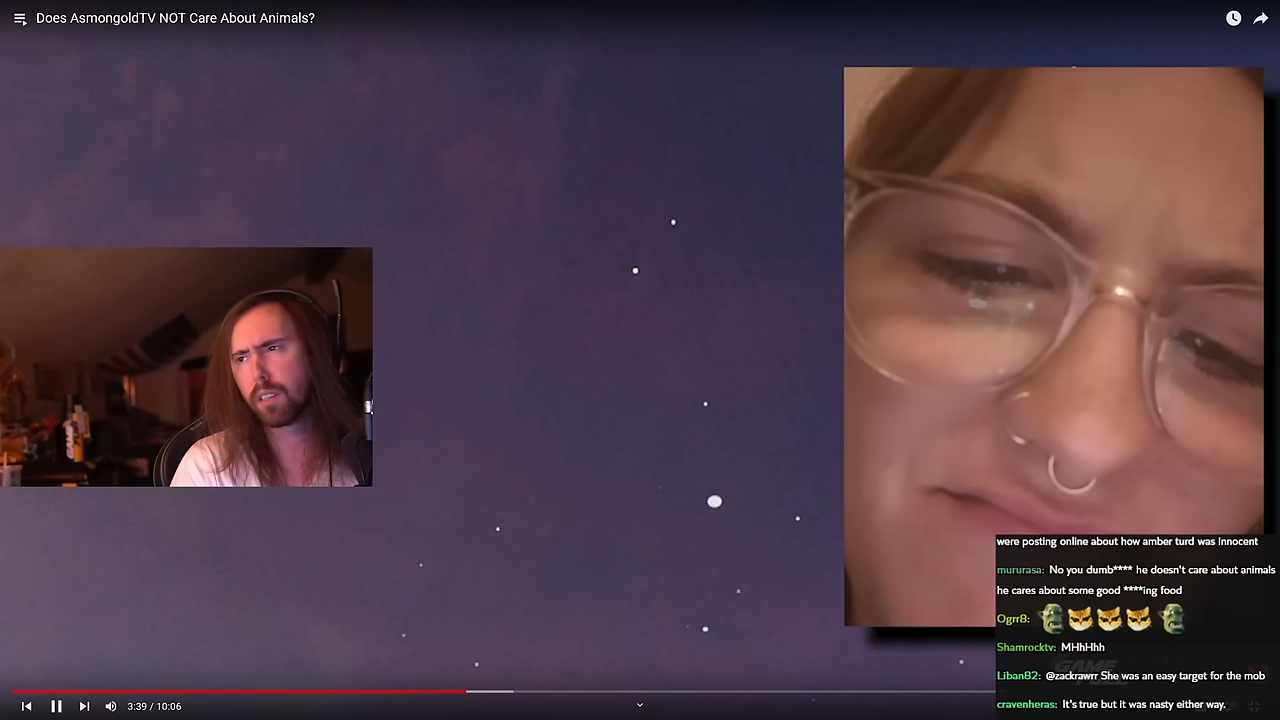 Does AsmongoldTV NOT Care About Animals?
were posting online about how amber turd was innocent
mururasa: No you dumb**** he doesn't care about animals
he cares about some good ****ing food
Ogrr8:
Shamrocktv: MHhHhh
Liban82: @zackrawrr She was an easy target for the mob
cravenheras: It's true but it was nasty either way.
3:39 / 10:06